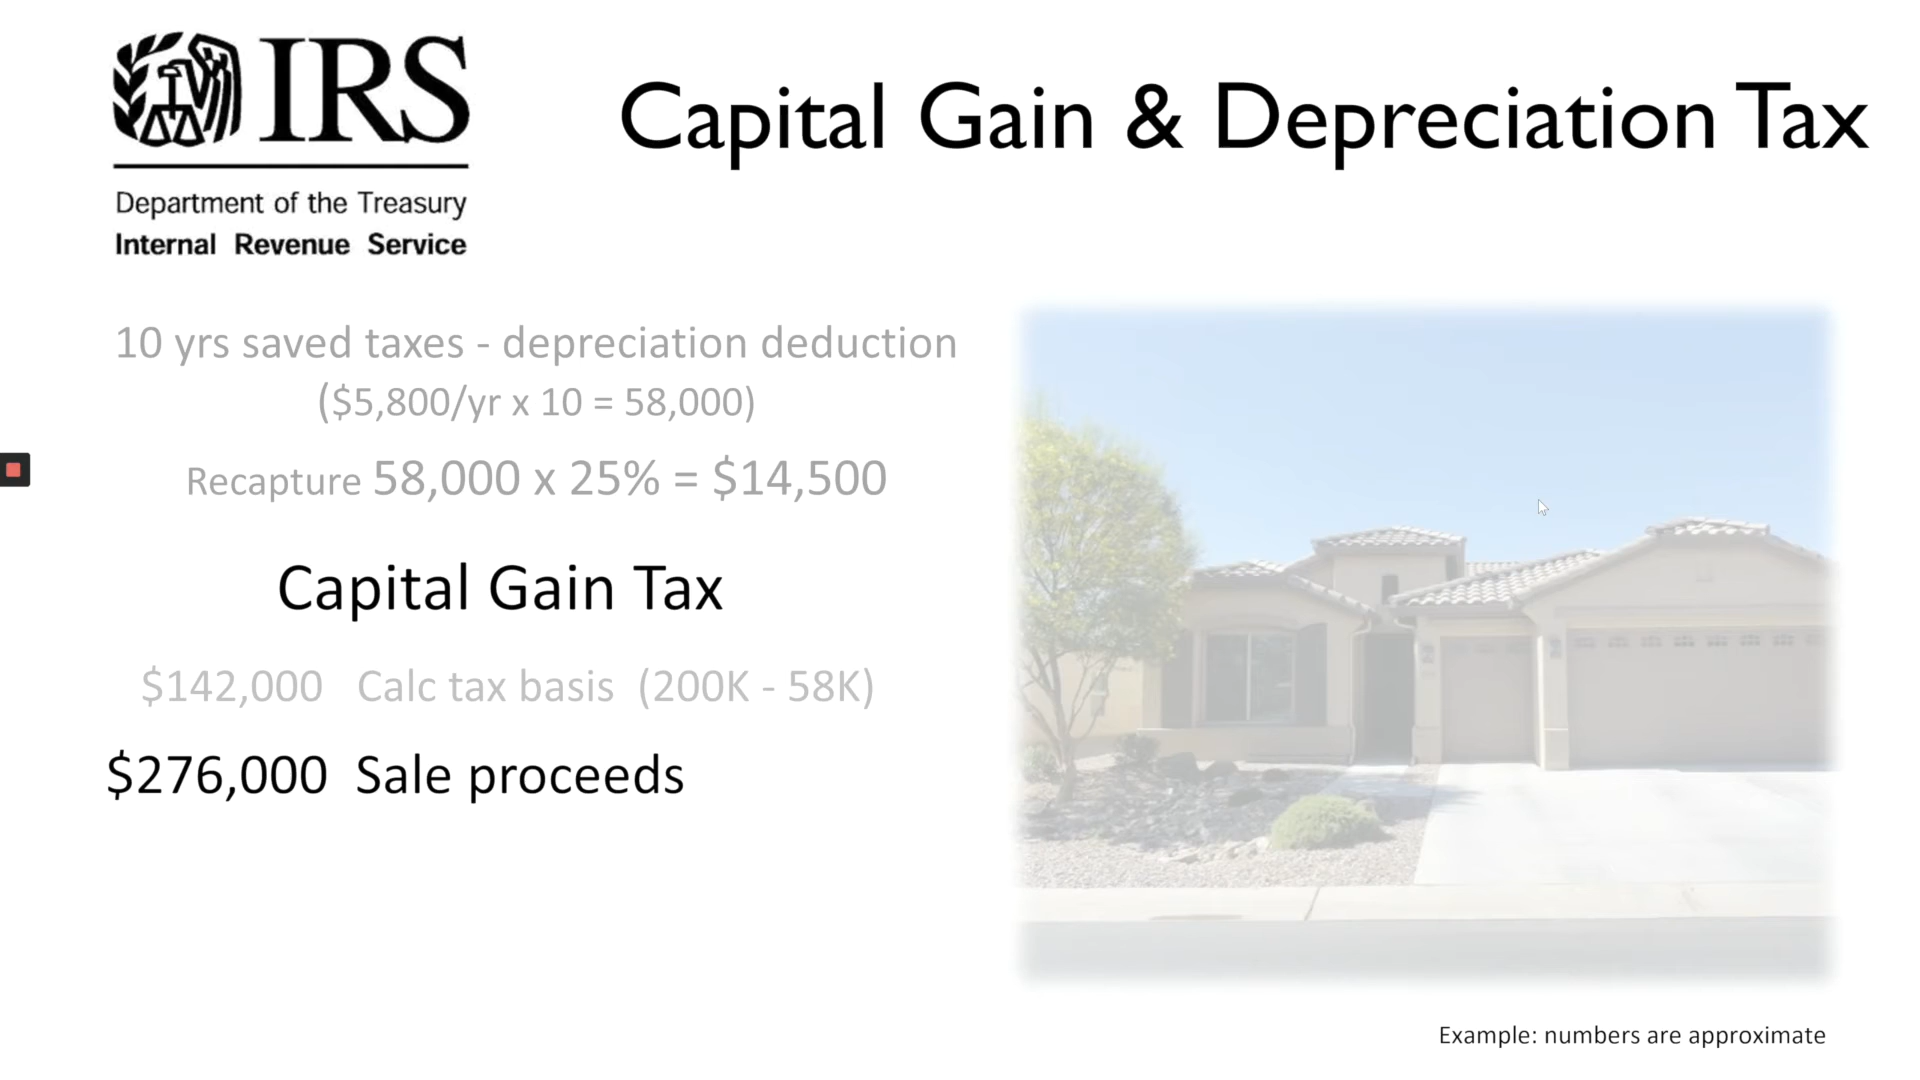 IRS
Department of the Treasury
Internal Revenue Service
Capital Gain & Depreciation Tax
10 yrs saved taxes - depreciation deduction
($5,800/yr x 10 = 58,000)
Recapture 58,000 x 25% = $14,500
Capital Gain Tax
$142,000 Calc tax basis (200K - 58K)
$276,000 Sale proceeds
Example: numbers are approximate